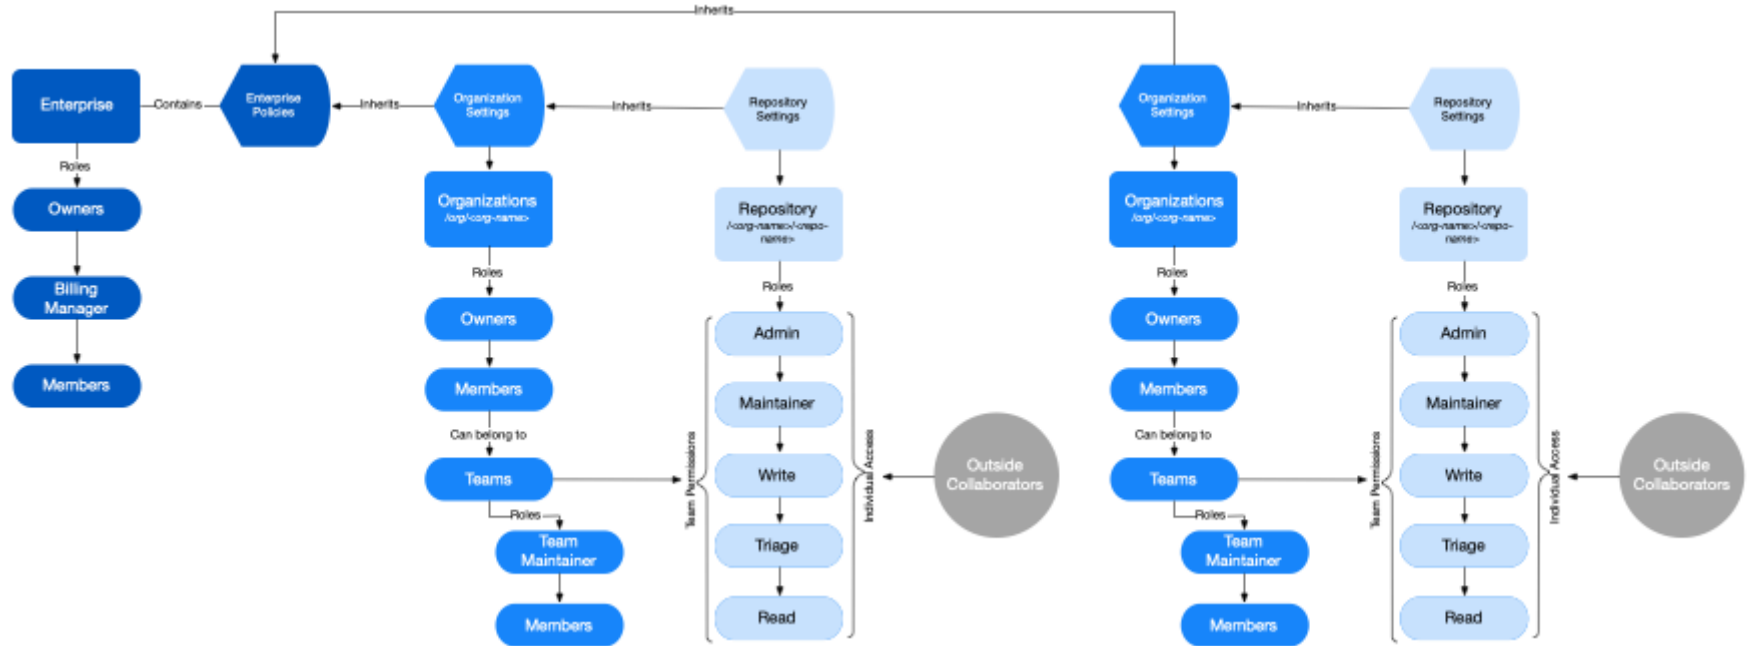 Inherits
Enterprise
Contains
Enterprise
Policies
Inherits
Organization
Settings
Inherits
Repository
Settings
Organization
Settings
Inherits
Repository
Settings
Roles
Owners
Billing
Manager
Members
Organizations
/org/<org-name>
Roles
Owners
Members
Can belong to
Teams
Roles
Team
Maintainer
Members
Repository
/<org-name>/<repo-
name>
Roles
Team Permissions
Admin
Maintainer
Write
Triage
Read
Individual Access
Outside
Collaborators
Organizations
/org/<org-name>
Roles
Owners
Members
Can belong to
Teams
Roles
Team
Maintainer
Members
Repository
/<org-name>/<repo-
name>
Roles
Team Permissions
Admin
Maintainer
Write
Triage
Read
Individual Access
Outside
Collaborators